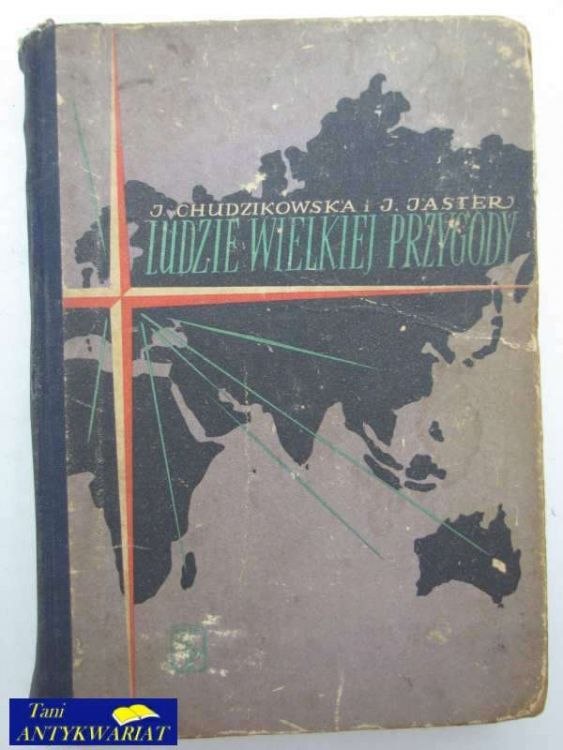 J. CHUDZIKOWSKA i J. JASTER
LUDZIE WIELKIEJ PRZYGODY
Tani
ANTYKWARIAT